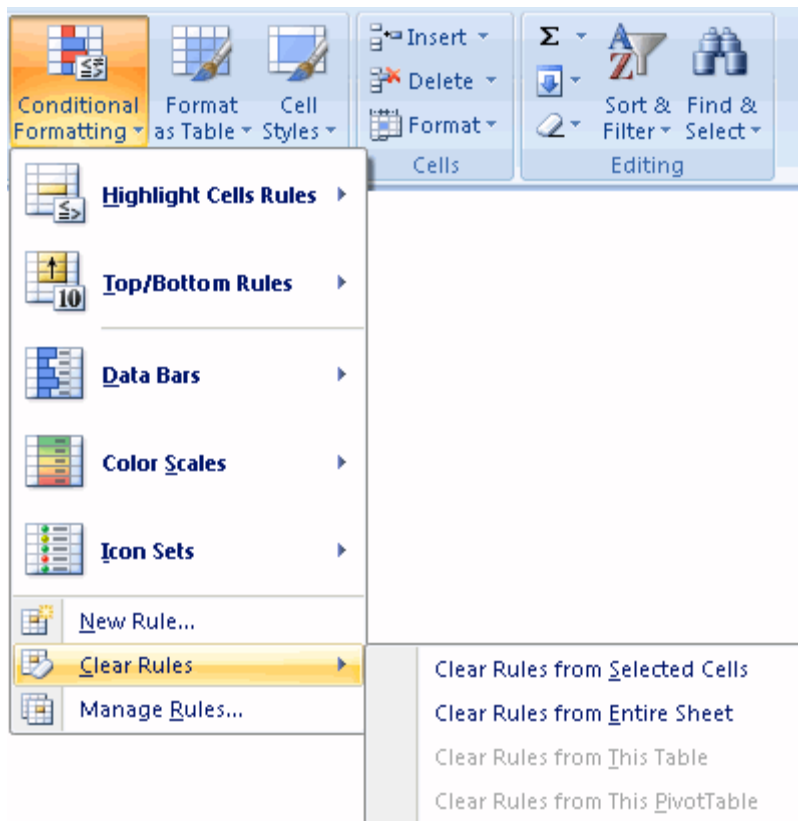 Conditional Formatting
Format as Table
Cell Styles
Insert
Delete
Format
Cells
Σ
A
Z
Sort & Filter
Find & Select
Editing
Highlight Cells Rules
10
Top/Bottom Rules
Data Bars
Color Scales
Icon Sets
New Rule...
Clear Rules
Manage Rules...
Clear Rules from Selected Cells
Clear Rules from Entire Sheet
Clear Rules from This Table
Clear Rules from This PivotTable